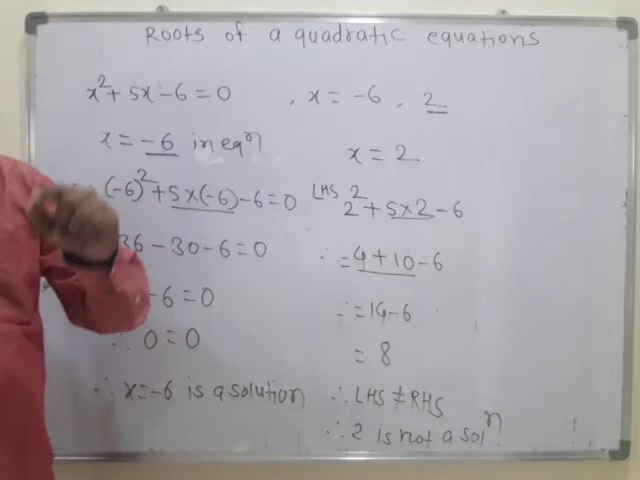 Roots of a quadratic equations
x² + 5x - 6 = 0 , x = -6 , 2
x = -6 in eqⁿ
(-6)² + 5 × (-6) - 6 = 0
36 - 30 - 6 = 0
- 6 = 0
∴ 0 = 0
∴ x = -6 is a solution
x = 2
LHS 2² + 5 × 2 - 6
∴ = 4 + 10 - 6
∴ = 14 - 6
= 8
∴ LHS ≠ RHS
∴ 2 is not a solⁿ.